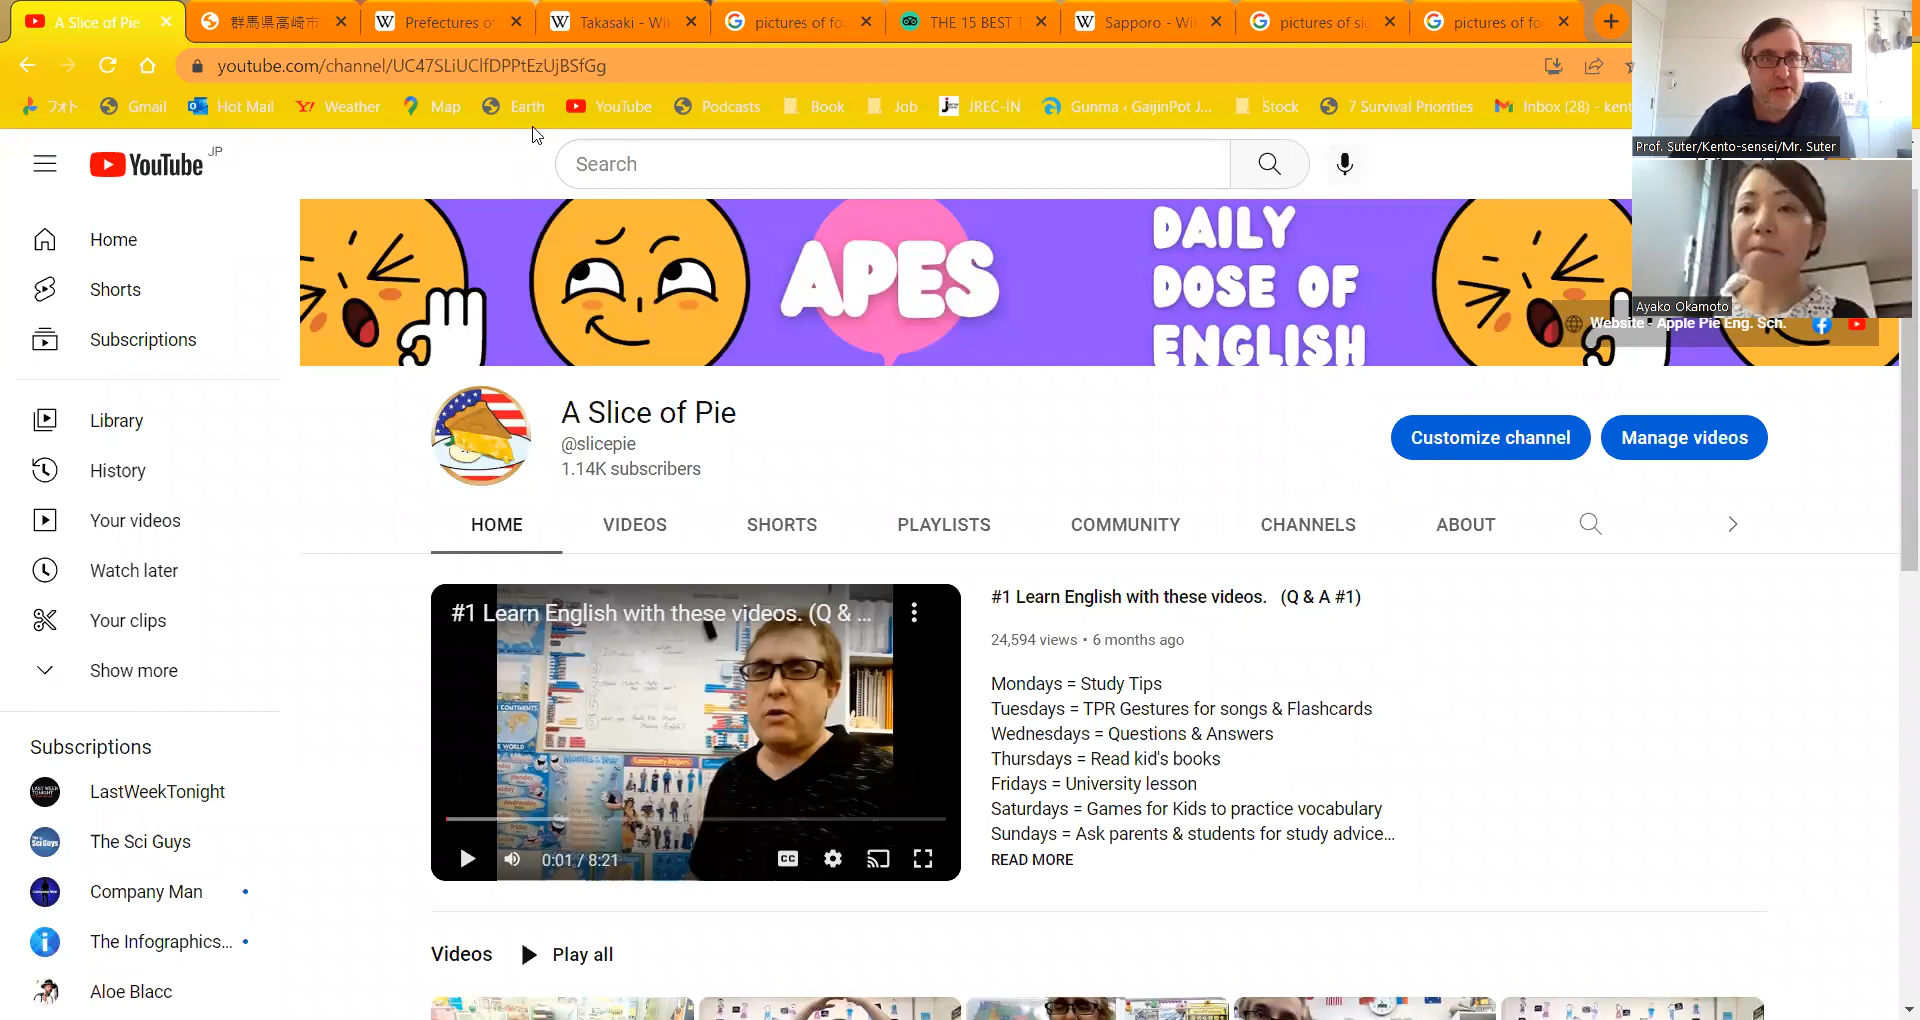 A Slice of Pie
群馬県高崎市
Prefectures of
Takasaki - Wik
pictures of foo
THE 15 BEST T
Sapporo - Wik
pictures of sig
pictures of foo
youtube.com/channel/UC47SLiUClfDPPtEzUjBSfGg
フォト
Gmail
Hot Mail
Weather
Map
Earth
YouTube
Podcasts
Book
Job
JREC-IN
Gunma ‹ GaijinPot J...
Stock
7 Survival Priorities
Inbox (28) - kent
Prof. Suter/Kento-sensei/Mr. Suter
Ayako Okamoto
YouTube JP
Search
Home
Shorts
Subscriptions
Library
History
Your videos
Watch later
Your clips
Show more
Subscriptions
LastWeekTonight
The Sci Guys
Company Man
The Infographics...
Aloe Blacc
APES
DAILY
DOSE OF
ENGLISH
Website - Apple Pie Eng. Sch.
A Slice of Pie
@slicepie
1.14K subscribers
Customize channel
Manage videos
HOME
VIDEOS
SHORTS
PLAYLISTS
COMMUNITY
CHANNELS
ABOUT
#1 Learn English with these videos. (Q & ...
0:01 / 8:21
CC
#1 Learn English with these videos. (Q & A #1)
24,594 views • 6 months ago
Mondays = Study Tips
Tuesdays = TPR Gestures for songs & Flashcards
Wednesdays = Questions & Answers
Thursdays = Read kid's books
Fridays = University lesson
Saturdays = Games for Kids to practice vocabulary
Sundays = Ask parents & students for study advice...
READ MORE
Videos
Play all